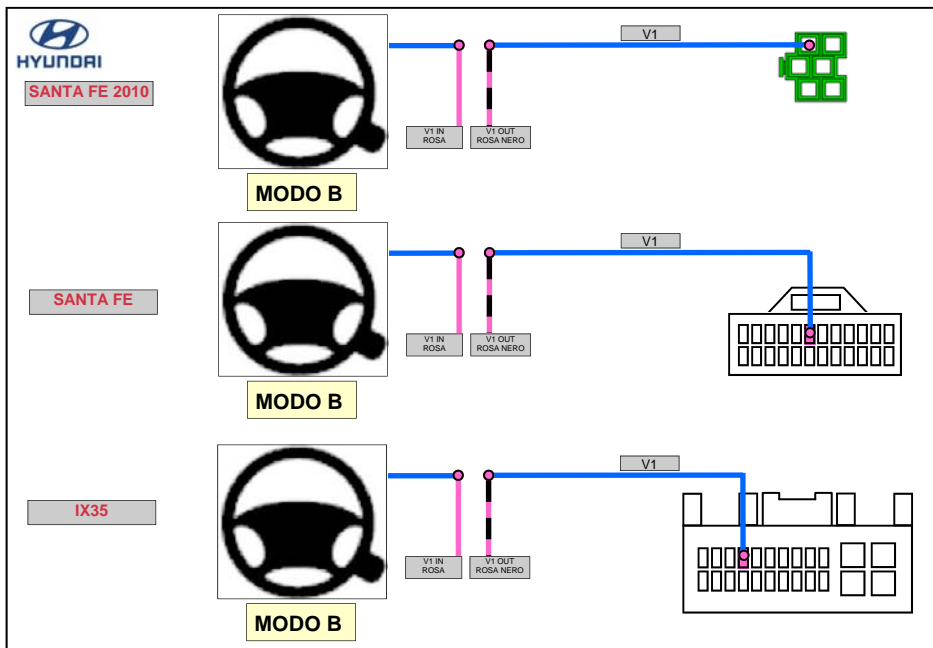 HYUNDAI
SANTA FE 2010
V1
V1 IN
ROSA
V1 OUT
ROSA NERO
MODO B
SANTA FE
V1
V1 IN
ROSA
V1 OUT
ROSA NERO
MODO B
IX35
V1
V1 IN
ROSA
V1 OUT
ROSA NERO
MODO B